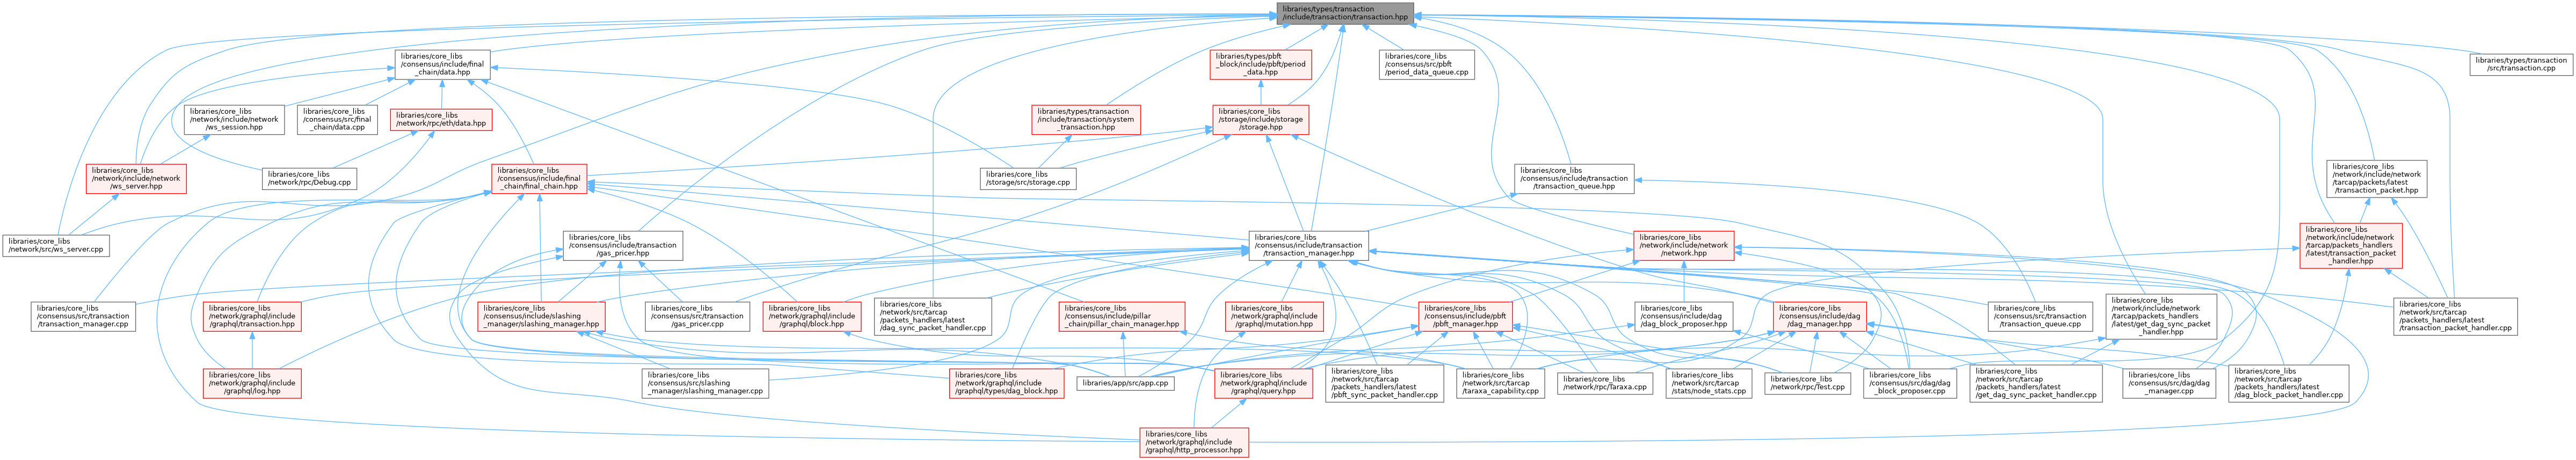 libraries/types/transaction
/include/transaction/transaction.hpp
libraries/core_libs
/consensus/include/final
_chain/data.hpp
libraries/types/pbft
_block/include/pbft/period
_data.hpp
libraries/core_libs
/consensus/src/pbft
/period_data_queue.cpp
libraries/types/transaction
/src/transaction.cpp
libraries/core_libs
/network/include/network
/ws_session.hpp
libraries/core_libs
/consensus/src/final
_chain/data.cpp
libraries/core_libs
/network/rpc/eth/data.hpp
libraries/types/transaction
/include/transaction/system
_transaction.hpp
libraries/core_libs
/storage/include/storage
/storage.hpp
libraries/core_libs
/network/include/network
/ws_server.hpp
libraries/core_libs
/network/rpc/Debug.cpp
libraries/core_libs
/consensus/include/final
_chain/final_chain.hpp
libraries/core_libs
/storage/src/storage.cpp
libraries/core_libs
/consensus/include/transaction
/transaction_queue.hpp
libraries/core_libs
/network/include/network
/tarcap/packets/latest
/transaction_packet.hpp
libraries/core_libs
/network/src/ws_server.cpp
libraries/core_libs
/consensus/include/transaction
/gas_pricer.hpp
libraries/core_libs
/consensus/include/transaction
/transaction_manager.hpp
libraries/core_libs
/network/include/network
/network.hpp
libraries/core_libs
/network/include/network
/tarcap/packets_handlers
/latest/transaction_packet
_handler.hpp
libraries/core_libs
/consensus/src/transaction
/transaction_manager.cpp
libraries/core_libs
/network/graphql/include
/graphql/transaction.hpp
libraries/core_libs
/consensus/include/slashing
_manager/slashing_manager.hpp
libraries/core_libs
/consensus/src/transaction
/gas_pricer.cpp
libraries/core_libs
/network/graphql/include
/graphql/block.hpp
libraries/core_libs
/network/src/tarcap
/packets_handlers/latest
/dag_sync_packet_handler.cpp
libraries/core_libs
/consensus/include/pillar
_chain/pillar_chain_manager.hpp
libraries/core_libs
/network/graphql/include
/graphql/mutation.hpp
libraries/core_libs
/consensus/include/pbft
/pbft_manager.hpp
libraries/core_libs
/consensus/include/dag
/dag_block_proposer.hpp
libraries/core_libs
/consensus/include/dag
/dag_manager.hpp
libraries/core_libs
/consensus/src/transaction
/transaction_queue.cpp
libraries/core_libs
/network/include/network
/tarcap/packets_handlers
/latest/get_dag_sync_packet
_handler.hpp
libraries/core_libs
/network/src/tarcap
/packets_handlers/latest
/transaction_packet_handler.cpp
libraries/core_libs
/network/graphql/include
/graphql/log.hpp
libraries/core_libs
/consensus/src/slashing
_manager/slashing_manager.cpp
libraries/core_libs
/network/graphql/include
/graphql/types/dag_block.hpp
libraries/app/src/app.cpp
libraries/core_libs
/network/graphql/include
/graphql/query.hpp
libraries/core_libs
/network/src/tarcap
/packets_handlers/latest
/pbft_sync_packet_handler.cpp
libraries/core_libs
/network/src/tarcap
/taraxa_capability.cpp
libraries/core_libs
/network/rpc/Taraxa.cpp
libraries/core_libs
/network/src/tarcap
/stats/node_stats.cpp
libraries/core_libs
/network/rpc/Test.cpp
libraries/core_libs
/consensus/src/dag/dag
_block_proposer.cpp
libraries/core_libs
/network/src/tarcap
/packets_handlers/latest
/get_dag_sync_packet_handler.cpp
libraries/core_libs
/consensus/src/dag/dag
_manager.cpp
libraries/core_libs
/network/src/tarcap
/packets_handlers/latest
/dag_block_packet_handler.cpp
libraries/core_libs
/network/graphql/include
/graphql/http_processor.hpp